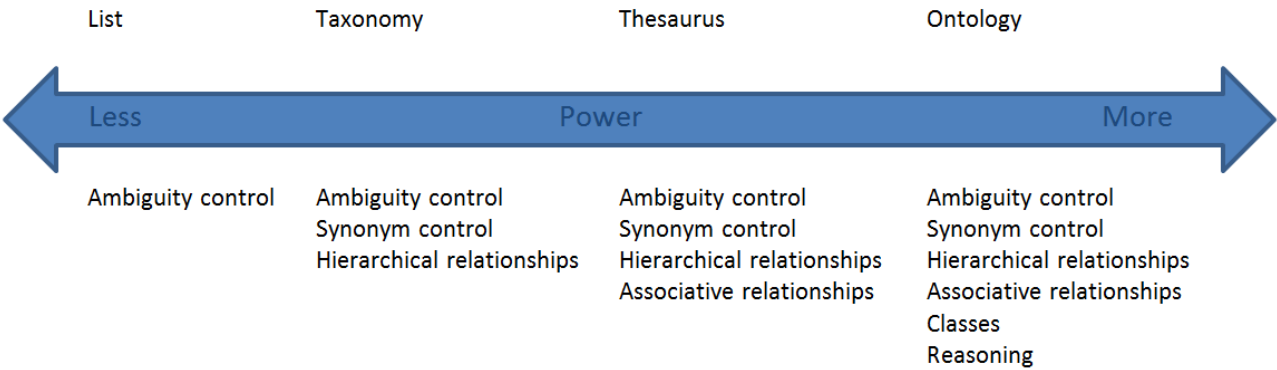 List Taxonomy Thesaurus Ontology
Less Power More
Ambiguity control Ambiguity control Ambiguity control Ambiguity control
Synonym control Synonym control Synonym control
Hierarchical relationships Hierarchical relationships Hierarchical relationships
Associative relationships Associative relationships
Classes
Reasoning